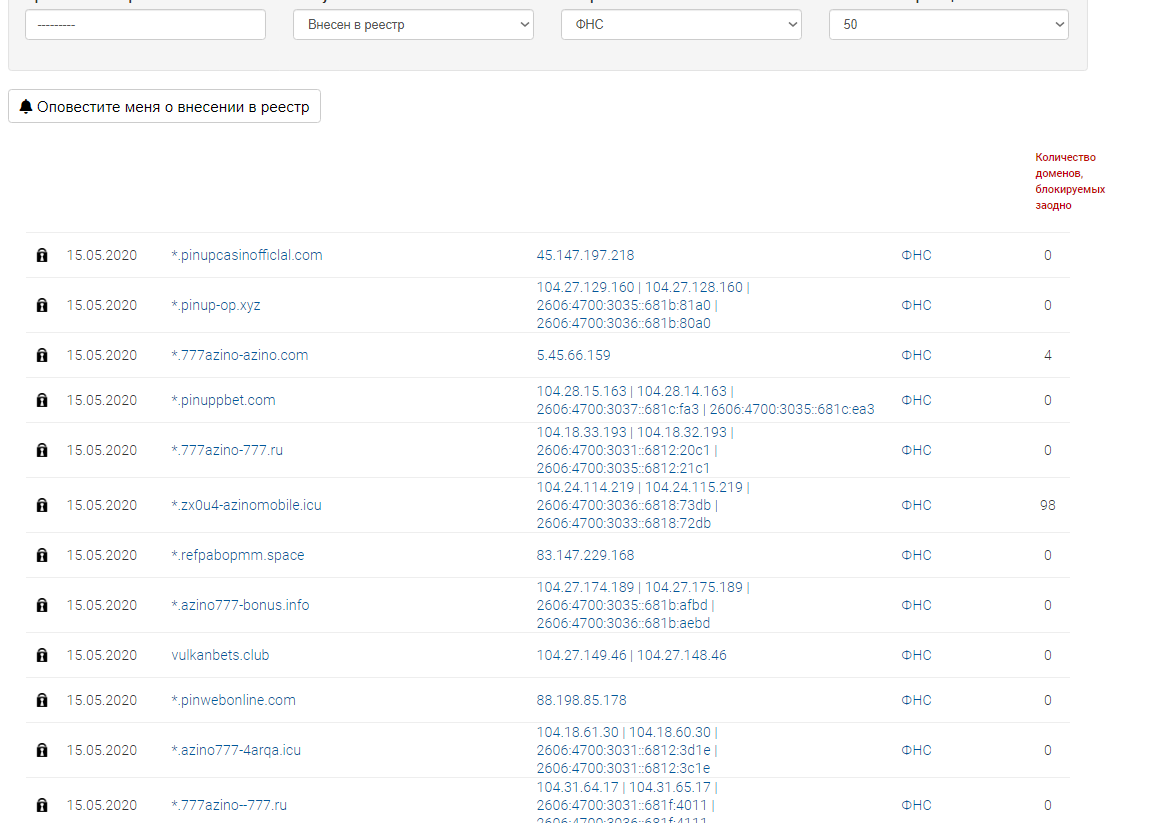 ---------
Внесен в реестр
ФНС
50
Оповестите меня о внесении в реестр
Количество
доменов,
блокируемых
заодно
15.05.2020 *.pinupcasinofficlal.com 45.147.197.218 ФНС 0
104.27.129.160 | 104.27.128.160 |
15.05.2020 *.pinup-op.xyz 2606:4700:3035::681b:81a0 | ФНС 0
2606:4700:3036::681b:80a0
15.05.2020 *.777azino-azino.com 5.45.66.159 ФНС 4
104.28.15.163 | 104.28.14.163 |
15.05.2020 *.pinuppbet.com ФНС 0
2606:4700:3037::681c:fa3 | 2606:4700:3035::681c:ea3
104.18.33.193 | 104.18.32.193 |
15.05.2020 *.777azino-777.ru 2606:4700:3031::6812:20c1 | ФНС 0
2606:4700:3035::6812:21c1
104.24.114.219 | 104.24.115.219 |
15.05.2020 *.zx0u4-azinomobile.icu 2606:4700:3036::6818:73db | ФНС 98
2606:4700:3033::6818:72db
15.05.2020 *.refpabopmm.space 83.147.229.168 ФНС 0
104.27.174.189 | 104.27.175.189 |
15.05.2020 *.azino777-bonus.info 2606:4700:3035::681b:afbd | ФНС 0
2606:4700:3036::681b:aebd
15.05.2020 vulkanbets.club 104.27.149.46 | 104.27.148.46 ФНС 0
15.05.2020 *.pinwebonline.com 88.198.85.178 ФНС 0
104.18.61.30 | 104.18.60.30 |
15.05.2020 *.azino777-4arqa.icu 2606:4700:3031::6812:3d1e | ФНС 0
2606:4700:3031::6812:3c1e
104.31.64.17 | 104.31.65.17 |
15.05.2020 *.777azino--777.ru 2606:4700:3031::681f:4011 | ФНС 0
2606:4700:3036::681f:4111